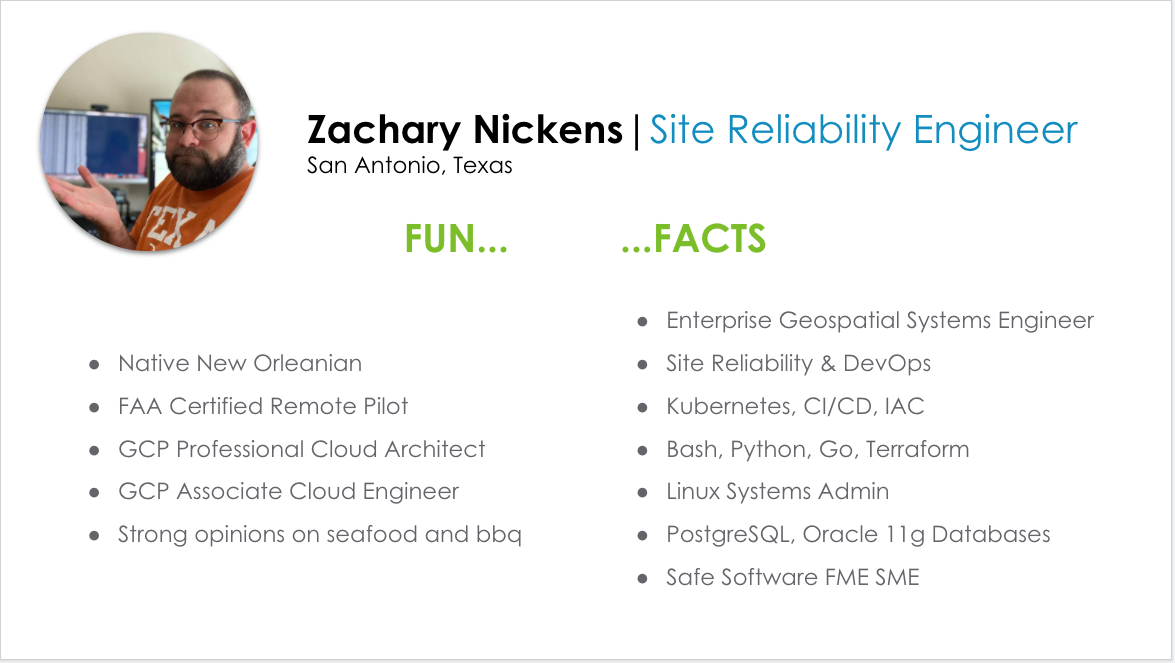 Zachary Nickens | Site Reliability Engineer
San Antonio, Texas
FUN... ...FACTS
● Native New Orleanian
● FAA Certified Remote Pilot
● GCP Professional Cloud Architect
● GCP Associate Cloud Engineer
● Strong opinions on seafood and bbq
● Enterprise Geospatial Systems Engineer
● Site Reliability & DevOps
● Kubernetes, CI/CD, IAC
● Bash, Python, Go, Terraform
● Linux Systems Admin
● PostgreSQL, Oracle 11g Databases
● Safe Software FME SME